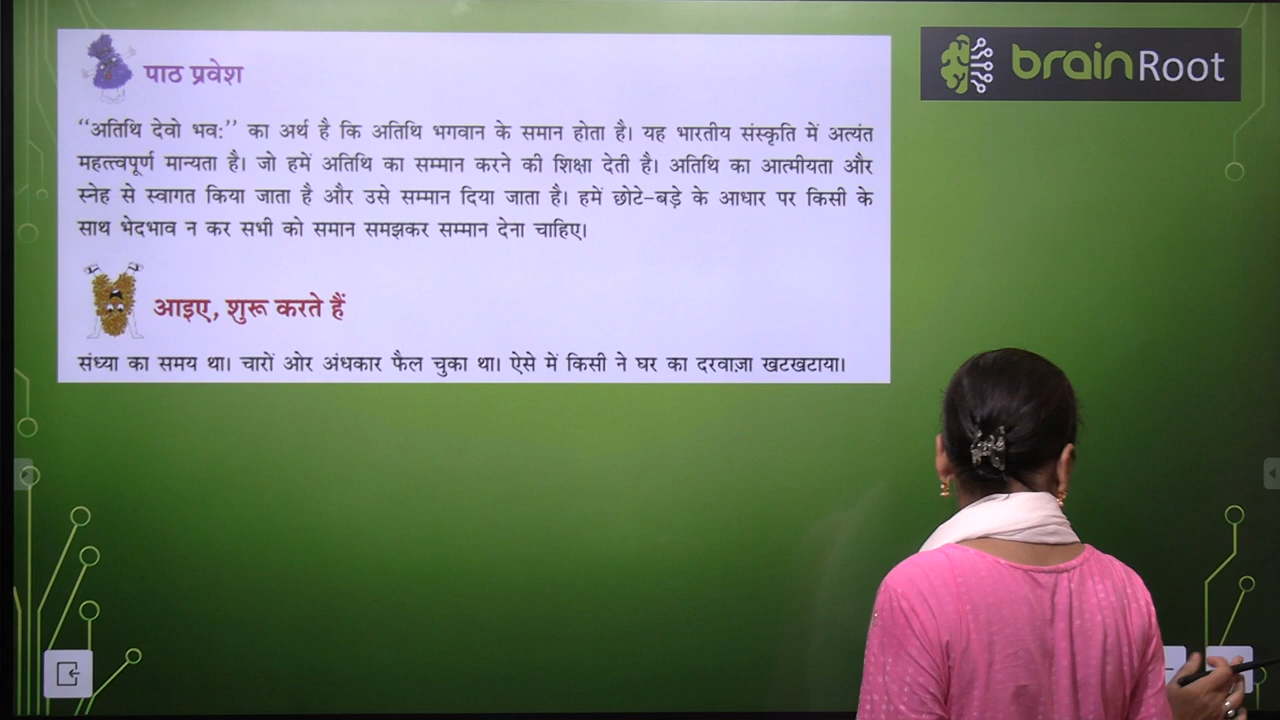 पाठ प्रवेश
brainRoot
‘‘अतिथि देवो भव:’’ का अर्थ है कि अतिथि भगवान के समान होता है। यह भारतीय संस्कृति में अत्यंत
महत्त्वपूर्ण मान्यता है। जो हमें अतिथि का सम्मान करने की शिक्षा देती है। अतिथि का आत्मीयता और
स्नेह से स्वागत किया जाता है और उसे सम्मान दिया जाता है। हमें छोटे-बड़े के आधार पर किसी के
साथ भेदभाव न कर सभी को समान समझकर सम्मान देना चाहिए।
आइए, शुरू करते हैं
संध्या का समय था। चारों ओर अंधकार फैल चुका था। ऐसे में किसी ने घर का दरवाज़ा खटखटाया।